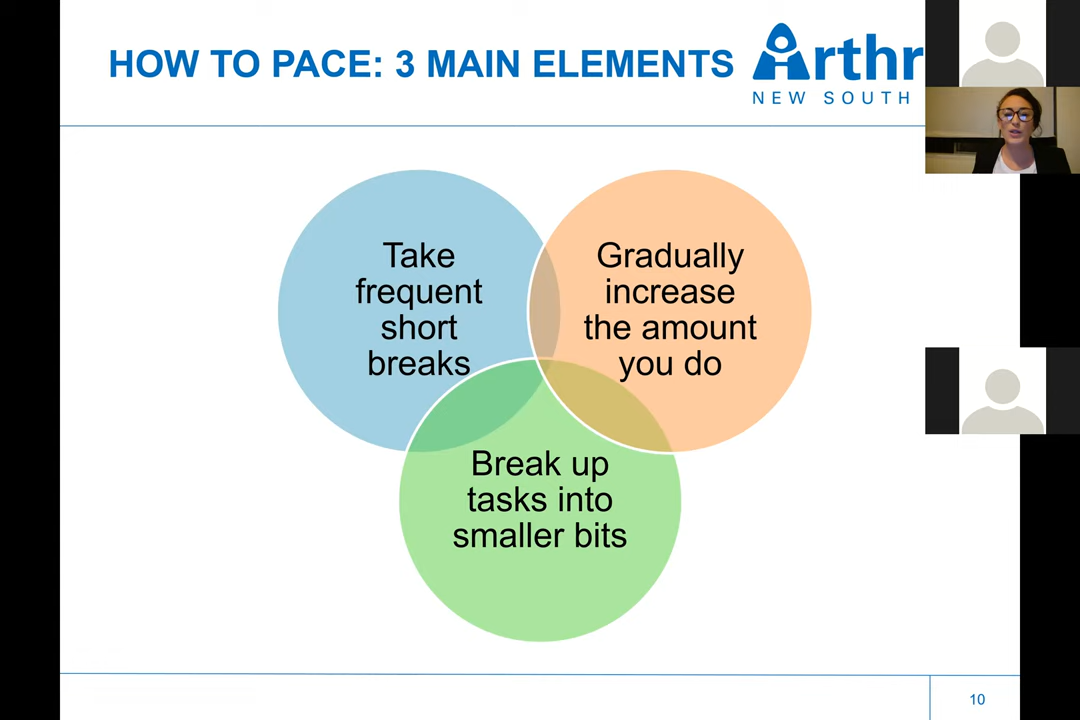 HOW TO PACE: 3 MAIN ELEMENTS
Arthr
NEW SOUTH
Take
frequent
short
breaks
Gradually
increase
the amount
you do
Break up
tasks into
smaller bits
10